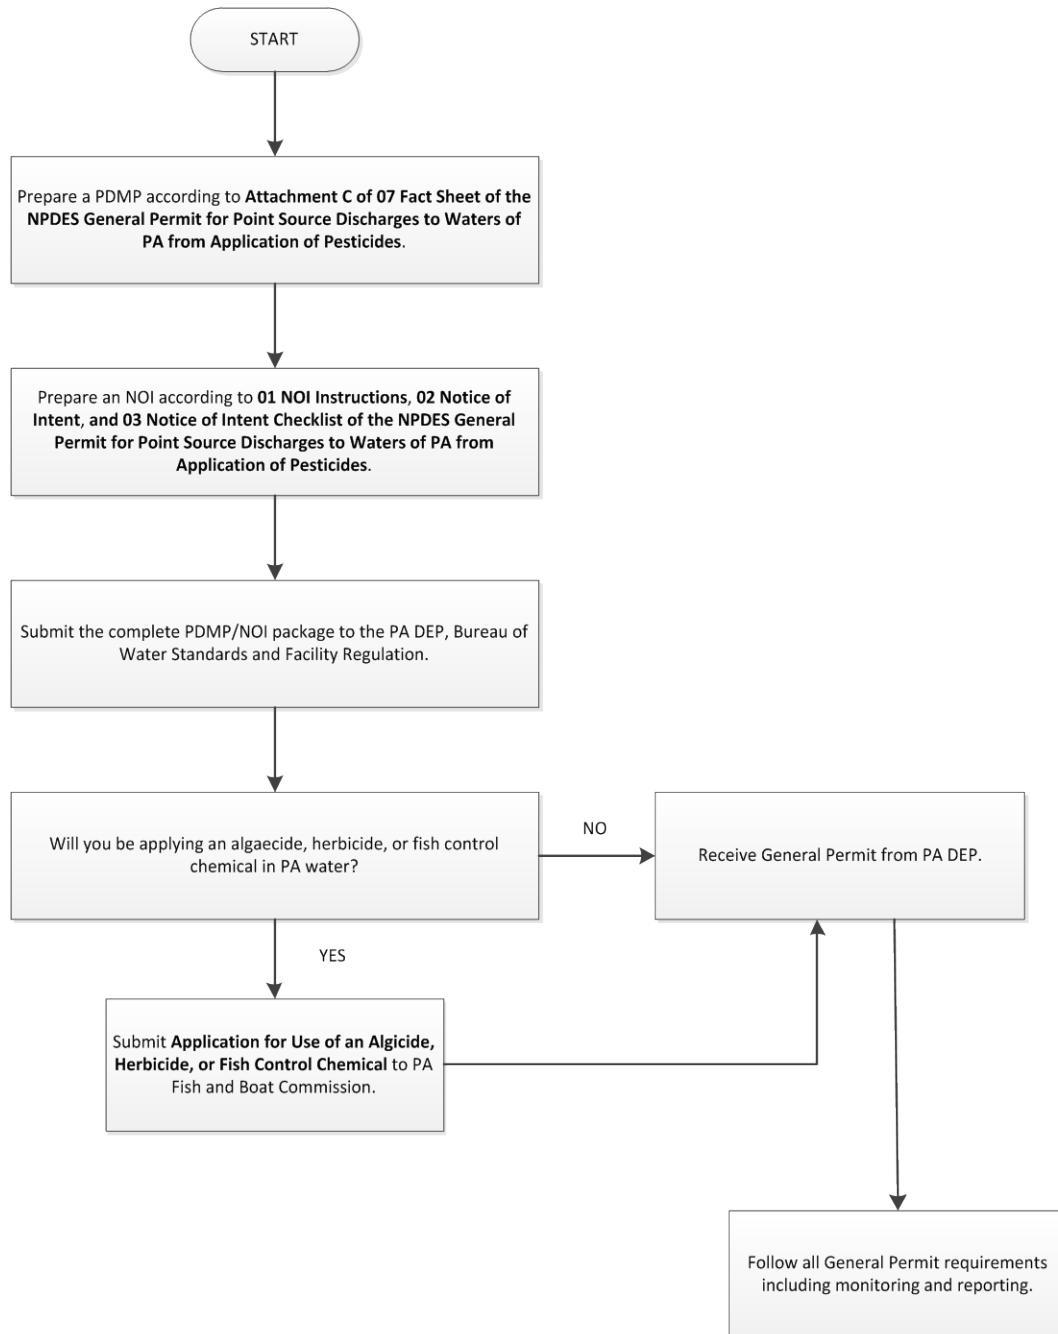 START
Prepare a PDMP according to Attachment C of 07 Fact Sheet of the
NPDES General Permit for Point Source Discharges to Waters of
PA from Application of Pesticides.
Prepare an NOI according to 01 NOI Instructions, 02 Notice of
Intent, and 03 Notice of Intent Checklist of the NPDES General
Permit for Point Source Discharges to Waters of PA from
Application of Pesticides.
Submit the complete PDMP/NOI package to the PA DEP, Bureau of
Water Standards and Facility Regulation.
Will you be applying an algaecide, herbicide, or fish control
chemical in PA water?
NO
Receive General Permit from PA DEP.
YES
Submit Application for Use of an Algicide,
Herbicide, or Fish Control Chemical to PA
Fish and Boat Commission.
Follow all General Permit requirements
including monitoring and reporting.